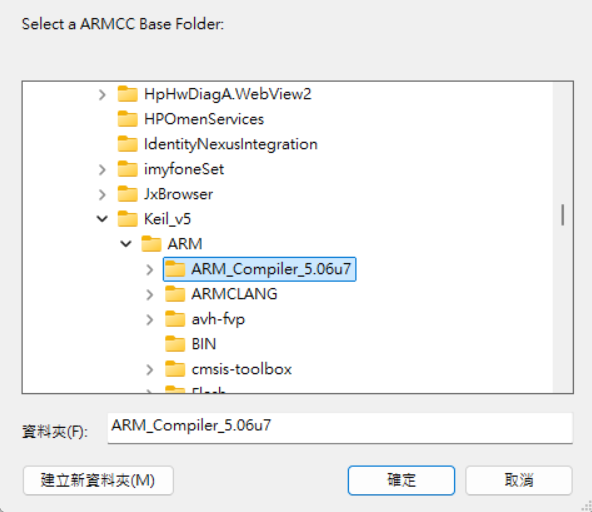 Select a ARMCC Base Folder:
HpHwDiagA.WebView2
HPOmenServices
IdentityNexusIntegration
imyfoneSet
JxBrowser
Keil_v5
ARM
ARM_Compiler_5.06u7
ARMCLANG
avh-fvp
BIN
cmsis-toolbox
資料夾(F):
ARM_Compiler_5.06u7
建立新資料夾(M)
確定
取消